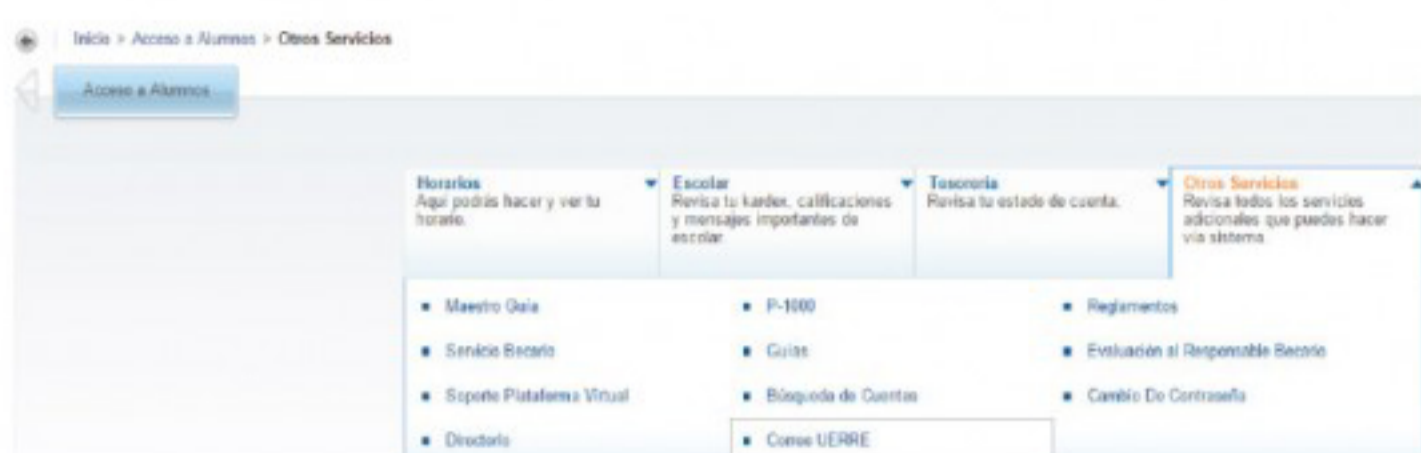 Inicio > Acceso a Alumnos > Otros Servicios
Acceso a Alumnos
Horarios
Aquí podrás hacer y ver tu
horario.
Escolar
Revisa tu kardex, calificaciones
y mensajes importantes de
escolar
Tesorería
Revisa tu estado de cuenta.
Otros Servicios
Revisa todos los servicios
adicionales que puedes hacer
vía sistema
Maestro Guía
P-1000
Reglamentos
Servicio Becario
Guías
Evaluación al Responsable Becario
Soporte Plataforma Virtual
Búsqueda de Cuentas
Cambio De Contraseña
Directorio
Correo UERRE